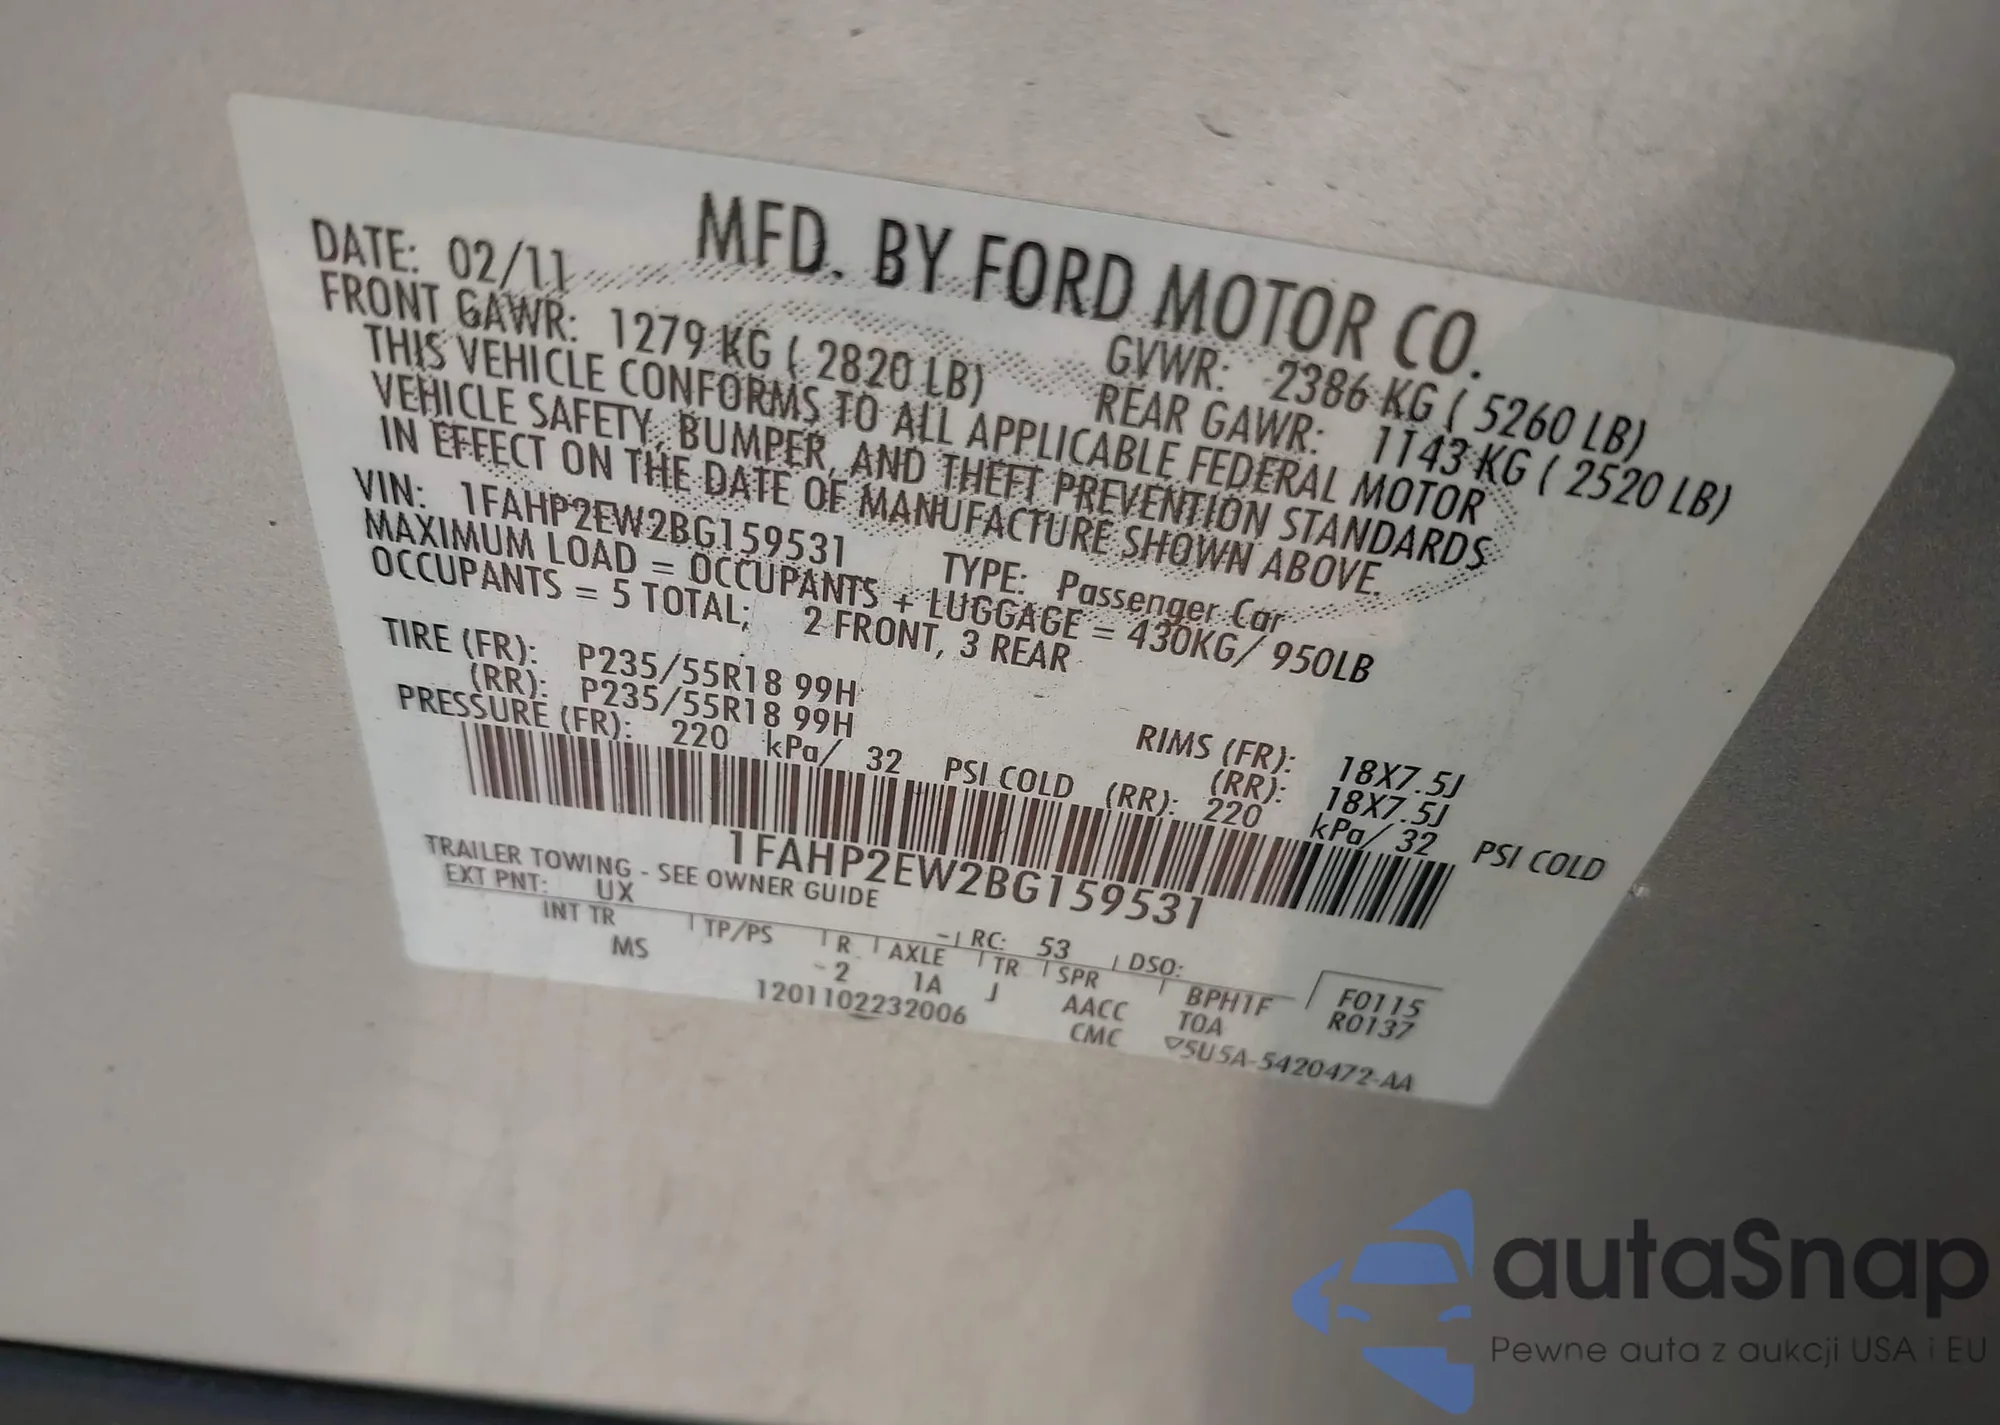 MFD. BY FORD MOTOR CO.
DATE: 02/11 GVWR: 2386 KG ( 5260 LB)
FRONT GAWR: 1279 KG ( 2820 LB) REAR GAWR: 1143 KG ( 2520 LB)
THIS VEHICLE CONFORMS TO ALL APPLICABLE FEDERAL MOTOR
VEHICLE SAFETY, BUMPER, AND THEFT PREVENTION STANDARDS
IN EFFECT ON THE DATE OF MANUFACTURE SHOWN ABOVE.
VIN: 1FAHP2EW2BG159531 TYPE: Passenger Car
MAXIMUM LOAD = OCCUPANTS + LUGGAGE = 430KG/ 950LB
OCCUPANTS = 5 TOTAL; 2 FRONT, 3 REAR
TIRE (FR): P235/55R18 99H RIMS (FR): 18X7.5J
(RR): P235/55R18 99H (RR): 18X7.5J
PRESSURE (FR): 220 kPa/ 32 PSI COLD (RR): 220 kPa/ 32 PSI COLD
1FAHP2EW2BG159531
TRAILER TOWING - SEE OWNER GUIDE
EXT PNT: UX RC: 53 DSO:
INT TR TP/PS R AXLE TR SPR BPH1F F0115
MS 2 1A J AACC TOA R0137
1201102232006 CMC ▽5U5A-5420472-AA
autaSnap
Pewne auta z aukcji USA i EU